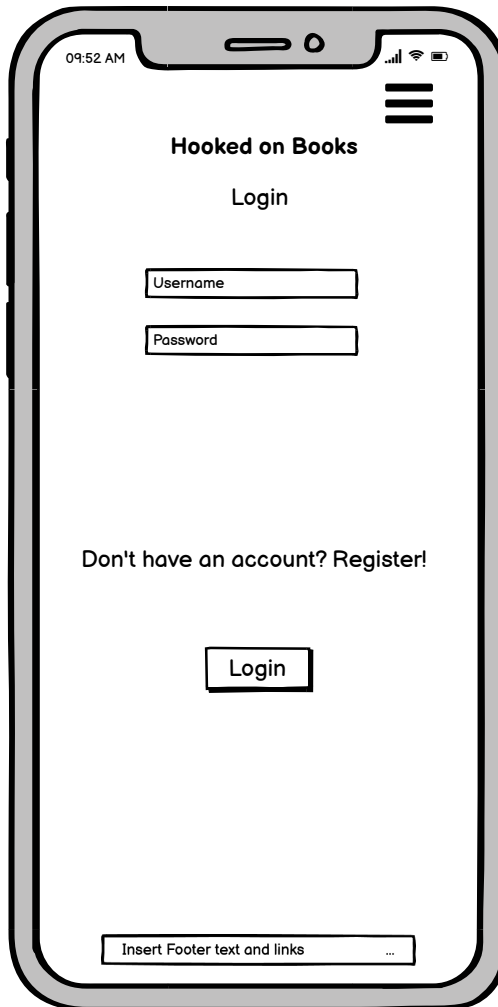 09:52 AM
Hooked on Books
Login
Username
Password
Don't have an account? Register!
Login
Insert Footer text and links ...